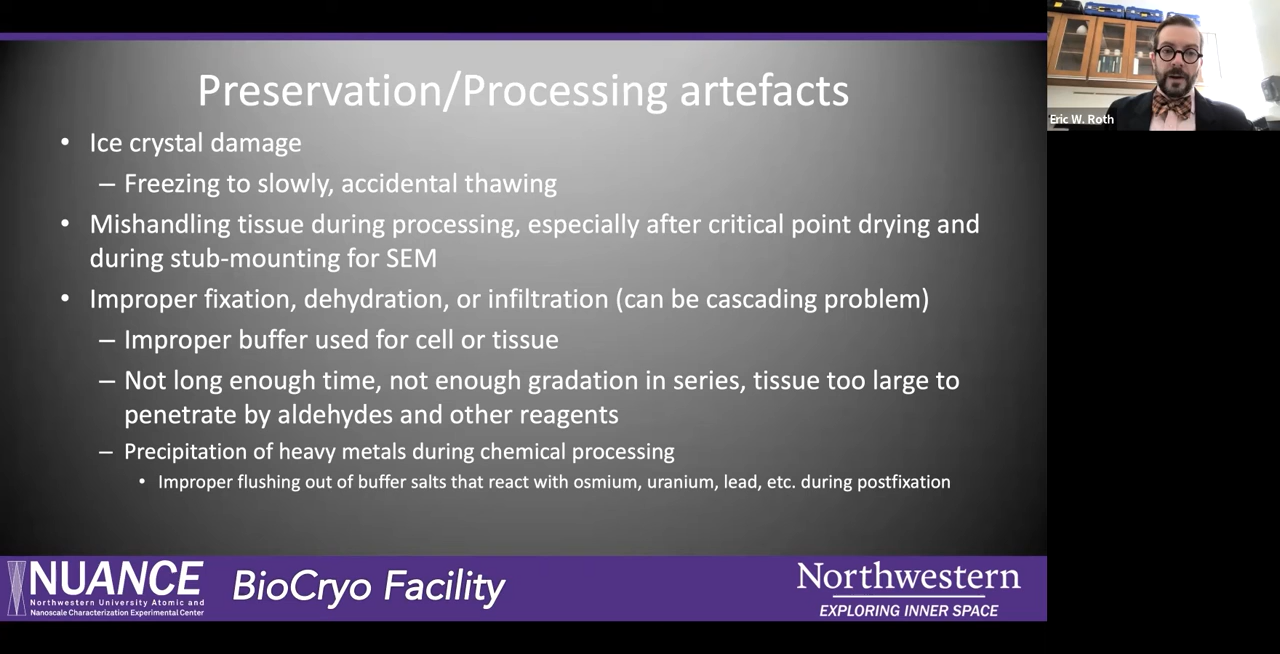 Preservation/Processing artefacts
• Ice crystal damage
– Freezing to slowly, accidental thawing
• Mishandling tissue during processing, especially after critical point drying and
during stub-mounting for SEM
• Improper fixation, dehydration, or infiltration (can be cascading problem)
– Improper buffer used for cell or tissue
– Not long enough time, not enough gradation in series, tissue too large to
penetrate by aldehydes and other reagents
– Precipitation of heavy metals during chemical processing
• Improper flushing out of buffer salts that react with osmium, uranium, lead, etc. during postfixation
NUANCE
Northwestern University Atomic and
Nanoscale Characterization Experimental Center
BioCryo Facility
Northwestern
EXPLORING INNER SPACE
Eric W. Roth